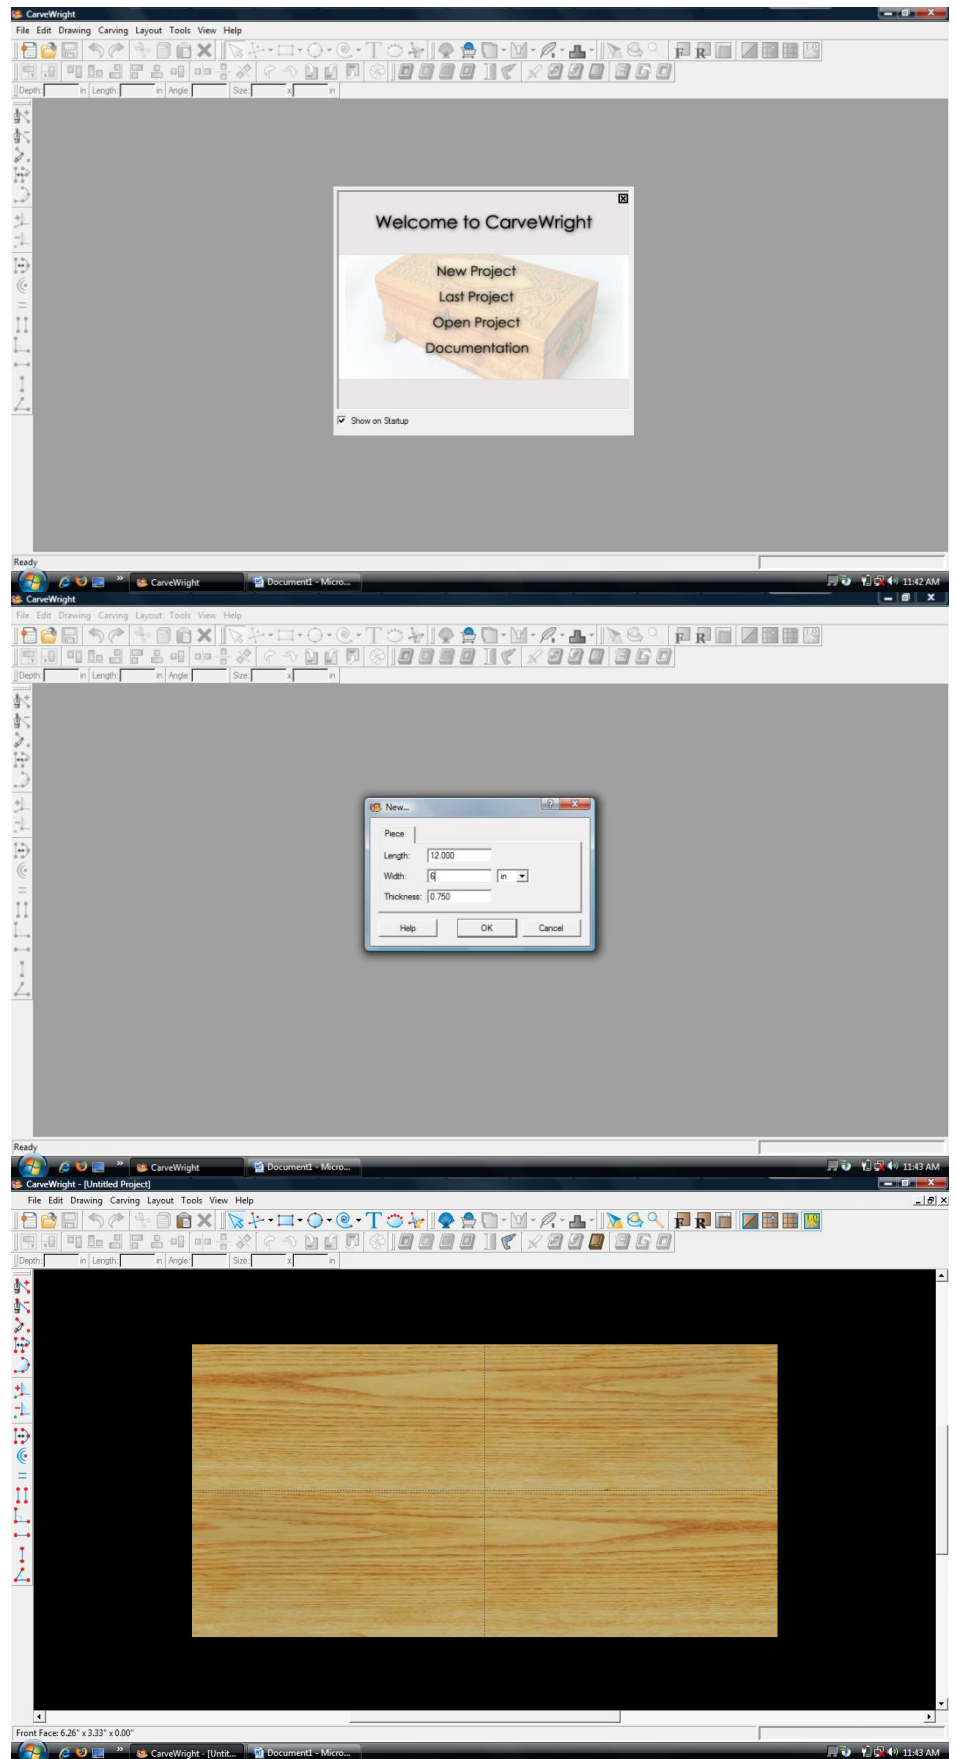 CarveWright
File Edit Drawing Carving Layout Tools View Help
Depth: in Length: in Angle: Size: x in
Welcome to CarveWright
New Project
Last Project
Open Project
Documentation
Show on Startup
Ready
CarveWright Document1 - Micro... 11:42 AM
CarveWright
File Edit Drawing Carving Layout Tools View Help
Depth: in Length: in Angle: Size: x in
New...
Piece
Length: 12.000
Width: 6 in
Thickness: 0.750
Help OK Cancel
Ready
CarveWright Document1 - Micro... 11:43 AM
CarveWright - [Untitled Project]
File Edit Drawing Carving Layout Tools View Help
Depth: in Length: in Angle: Size: x in
Front Face: 6.26" x 3.33" x 0.00"
CarveWright - [Untit... Document1 - Micro... 11:43 AM